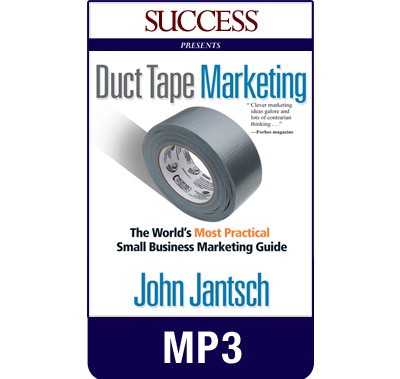 SUCCESS
PRESENTS
Duct Tape Marketing
“ Clever marketing
ideas galore and
lots of contrarian
thinking . . .”
—Forbes magazine
The World's Most Practical
Small Business Marketing Guide
John Jantsch
MP3